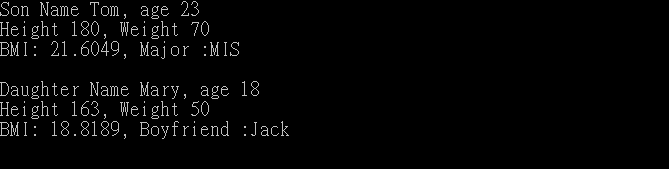 Son Name Tom, age 23
Height 180, Weight 70
BMI: 21.6049, Major :MIS
Daughter Name Mary, age 18
Height 163, Weight 50
BMI: 18.8189, Boyfriend :Jack